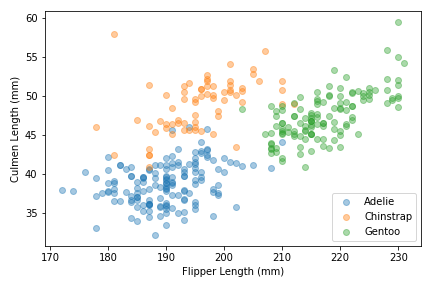 60
55
50
45
40
35
Culmen Length (mm)
170
180
190
200
210
220
230
Flipper Length (mm)
Adelie
Chinstrap
Gentoo